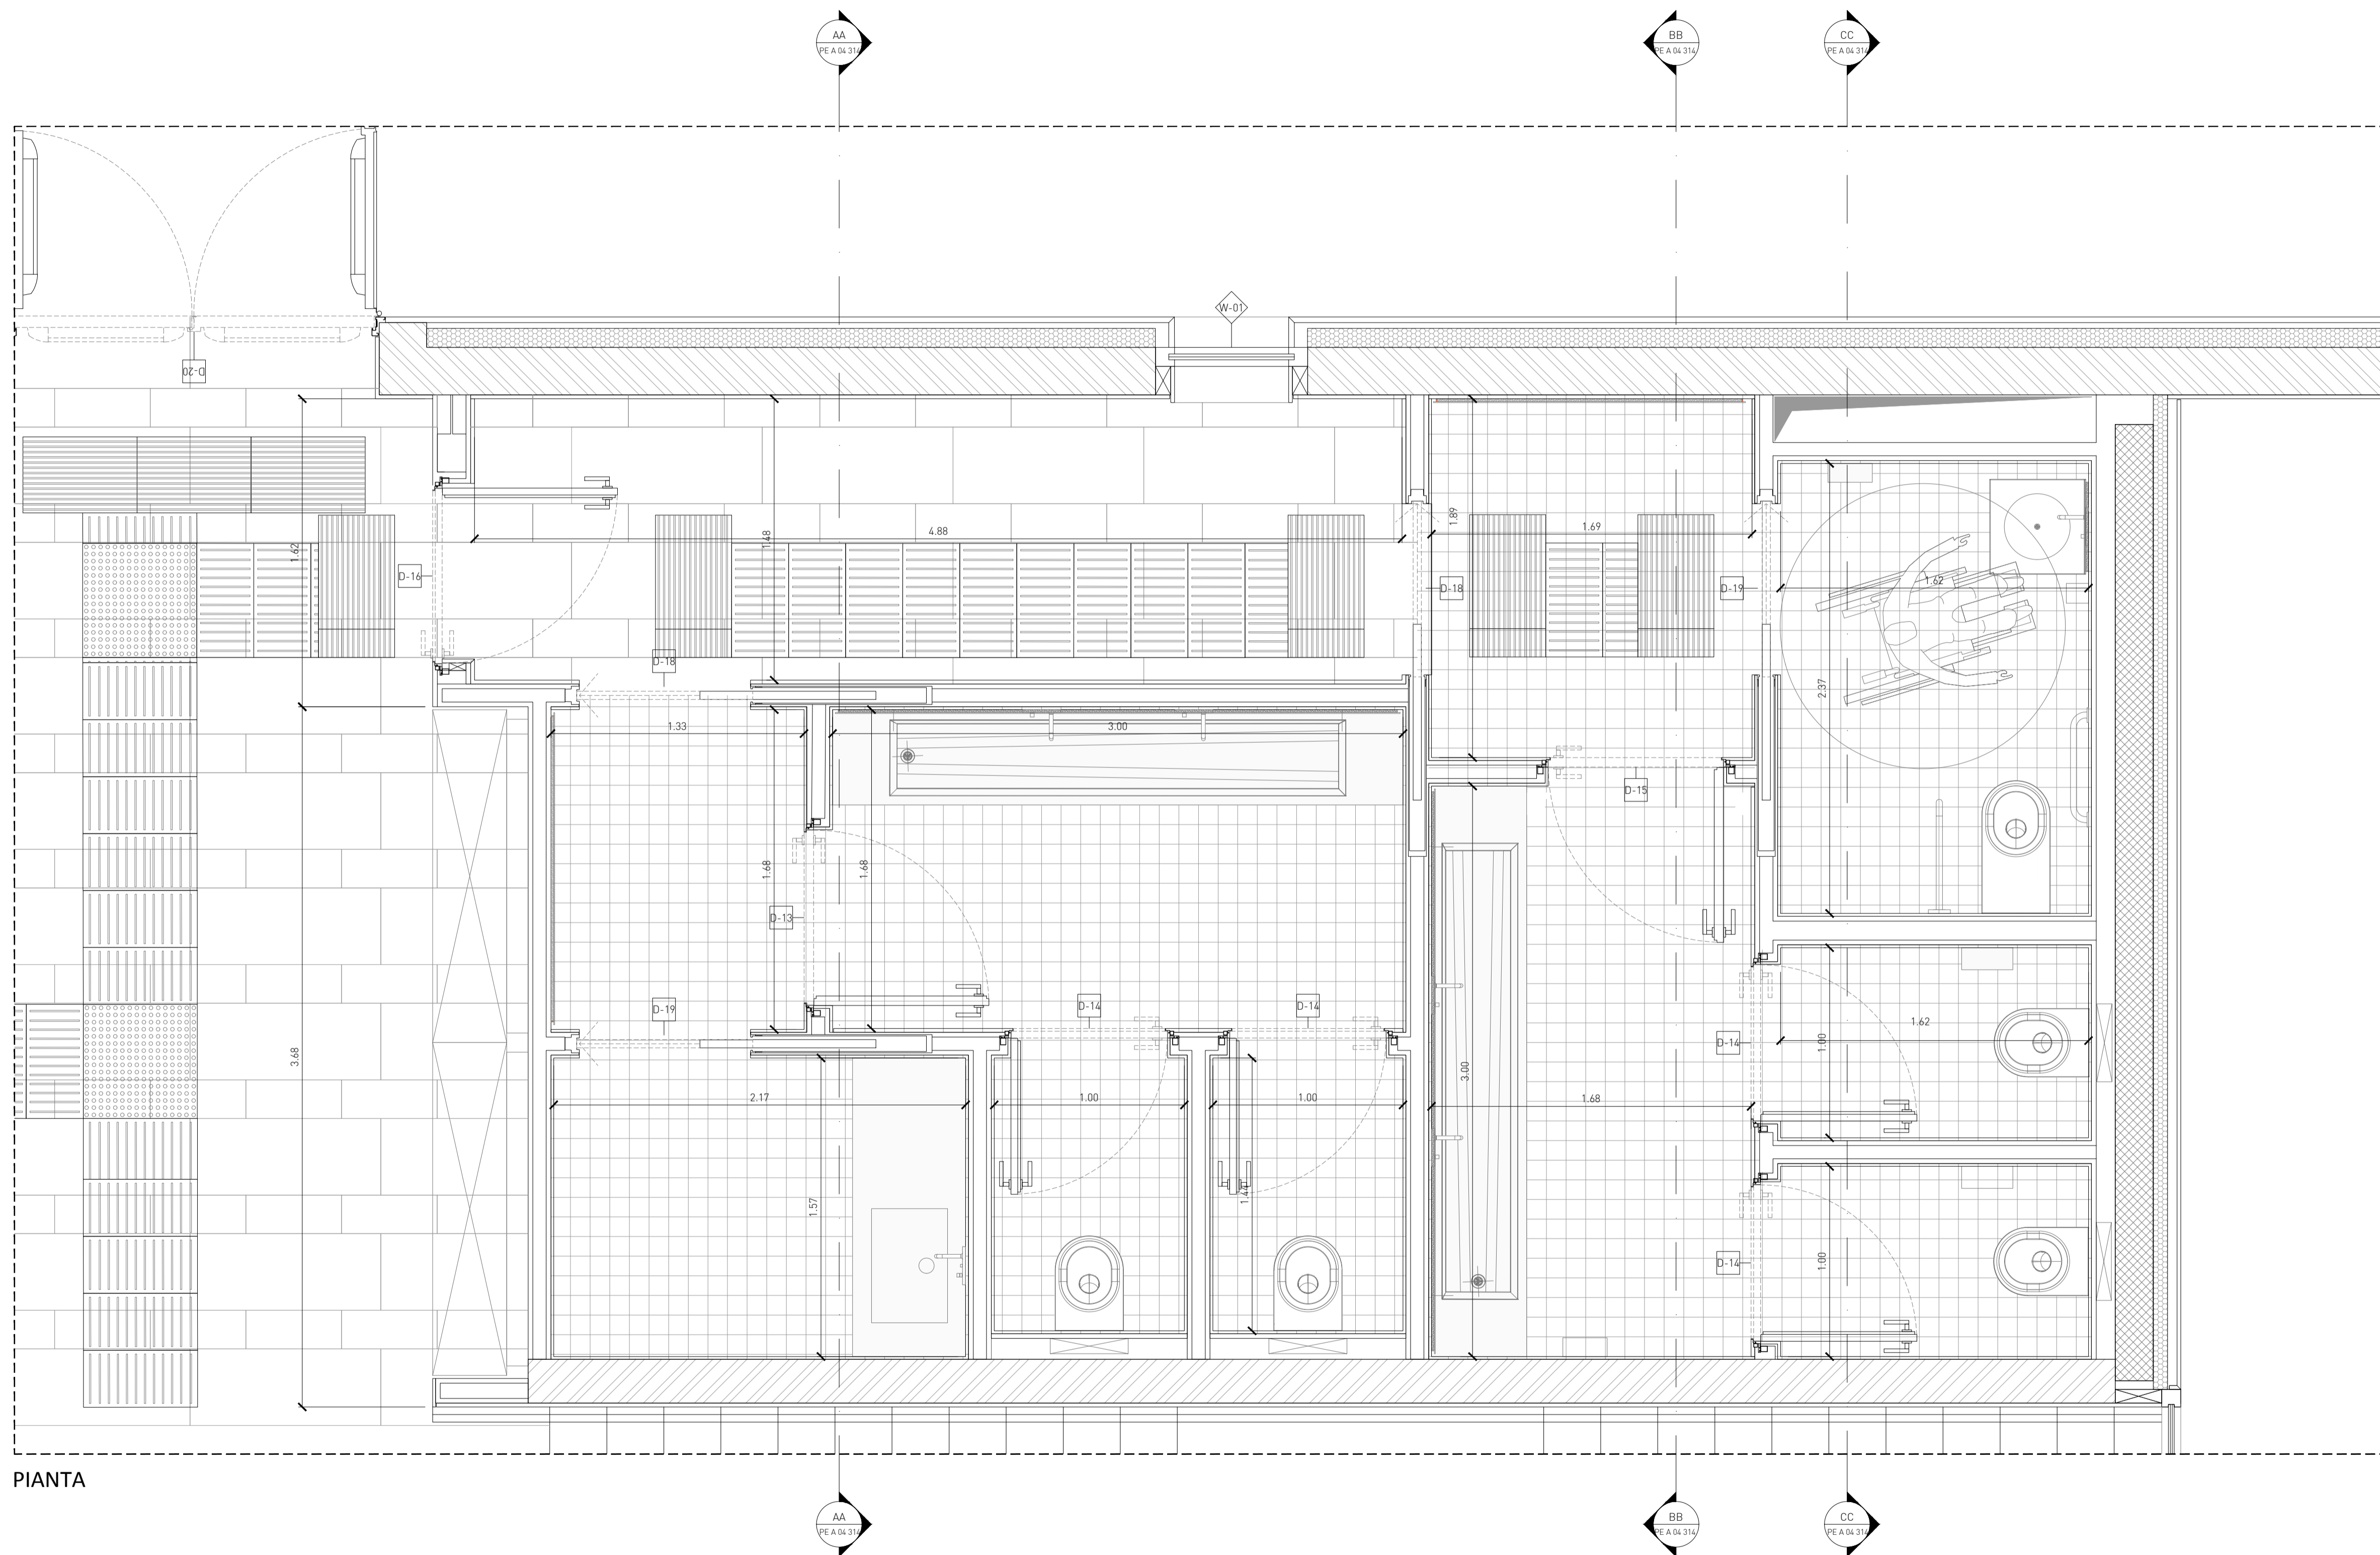 AA
PE A 04 314
BB
PE A 04 314
CC
PE A 04 314
W-01
D-20
1.62
1.48
4.88
1.89
1.69
D-16
D-18
D-19
1.62
D-18
2.37
1.33
3.00
D-15
1.68
1.68
D-13
D-19
D-14
D-14
D-14
1.00
1.62
3.68
3.00
2.17
1.00
1.00
1.68
1.57
1.44
D-14
1.00
PIANTA
AA
PE A 04 314
BB
PE A 04 314
CC
PE A 04 314